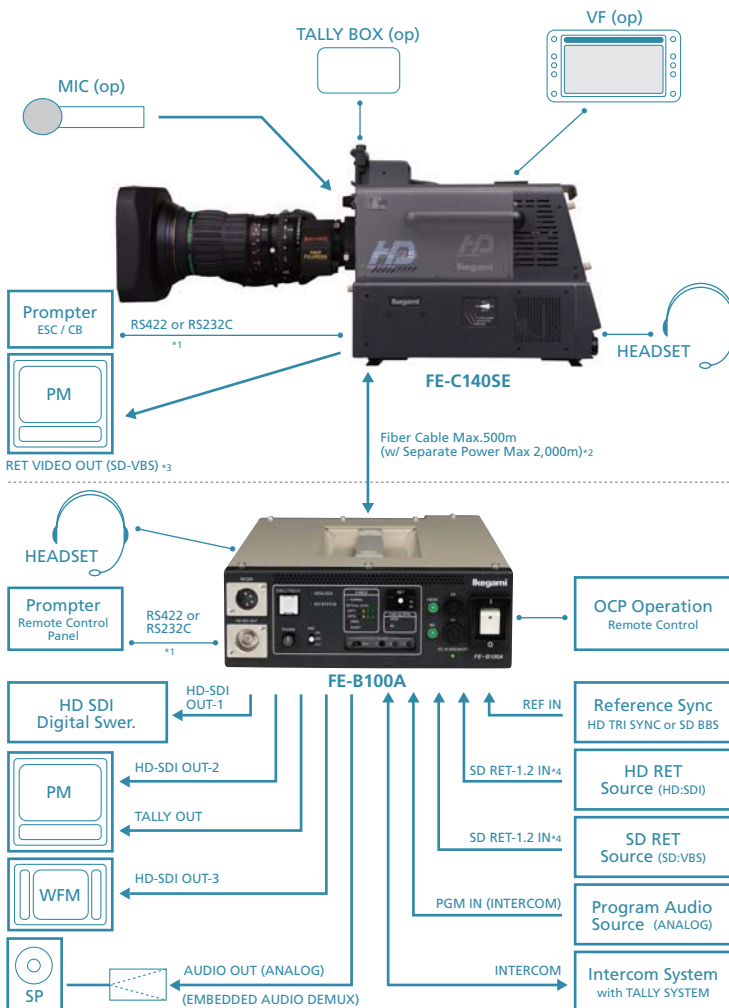 TALLY BOX (op)
VF (op)
MIC (op)
HD
HD
Ikegami
Prompter
ESC / CB
RS422 or RS232C
*1
HEADSET
PM
FE-C140SE
RET VIDEO OUT (SD-VBS) *3
Fiber Cable Max.500m
(w/ Separate Power Max 2,000m)*2
HEADSET
Ikegami
FE-B100A
Prompter
Remote Control
Panel
RS422 or
RS232C
*1
OCP Operation
Remote Control
FE-B100A
HD SDI
Digital Swer.
HD-SDI
OUT-1
REF IN
Reference Sync
HD TRI SYNC or SD BBS
PM
HD-SDI OUT-2
TALLY OUT
SD RET-1.2 IN*4
HD RET
Source (HD:SDI)
SD RET-1.2 IN*4
SD RET
Source (SD:VBS)
WFM
HD-SDI OUT-3
PGM IN (INTERCOM)
Program Audio
Source (ANALOG)
SP
AUDIO OUT (ANALOG)
(EMBEDDED AUDIO DEMUX)
INTERCOM
Intercom System
with TALLY SYSTEM